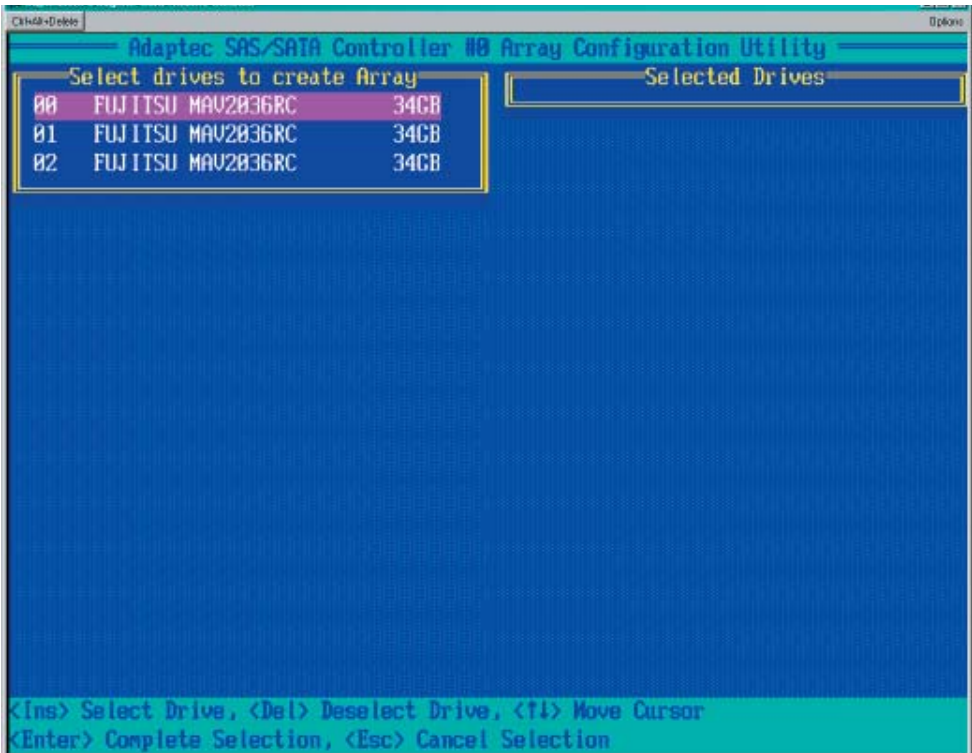 Ctrl+Alt+Delete
Options
Adaptec SAS/SATA Controller #0 Array Configuration Utility
Select drives to create Array
00 FUJITSU MAV2036RC 34GB
01 FUJITSU MAV2036RC 34GB
02 FUJITSU MAV2036RC 34GB
Selected Drives
<Ins> Select Drive, <Del> Deselect Drive, <↑↓> Move Cursor
<Enter> Complete Selection, <Esc> Cancel Selection